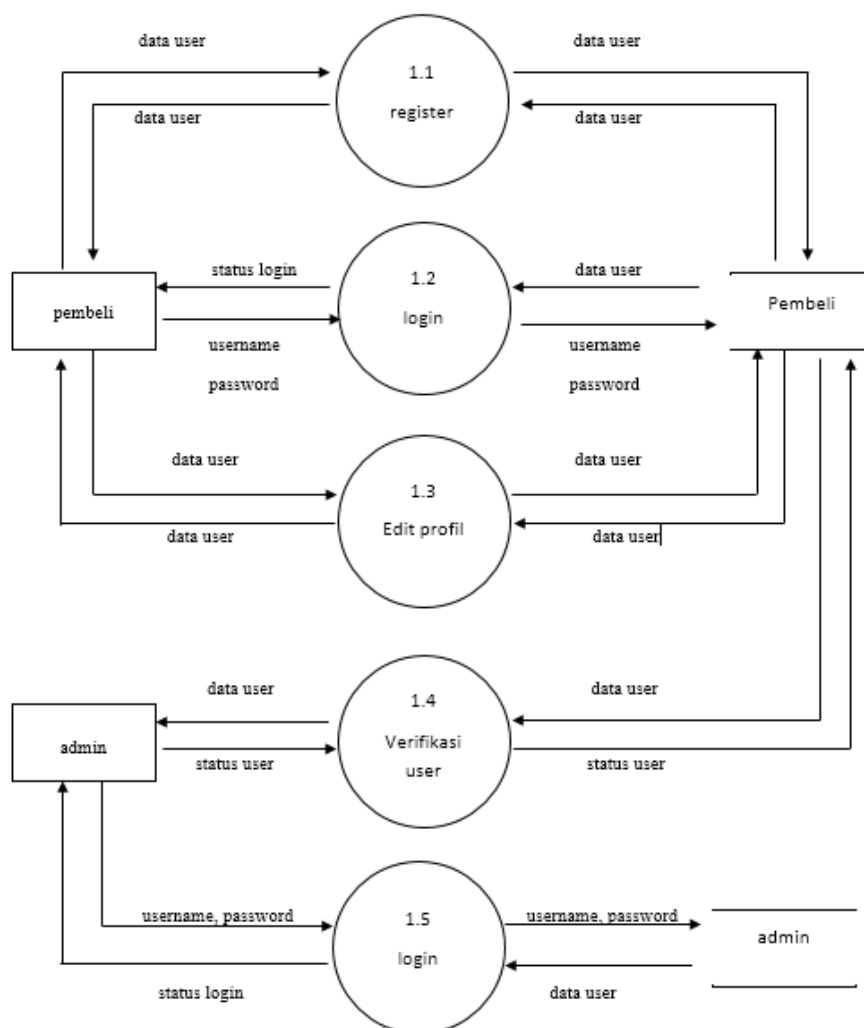 data user
data user
1.1
register
data user
data user
status login
1.2
login
data user
pembeli
Pembeli
username
password
username
password
data user
1.3
Edit profil
data user
data user
data user
data user
1.4
Verifikasi
user
data user
admin
status user
status user
username, password
1.5
login
username, password
admin
status login
data user